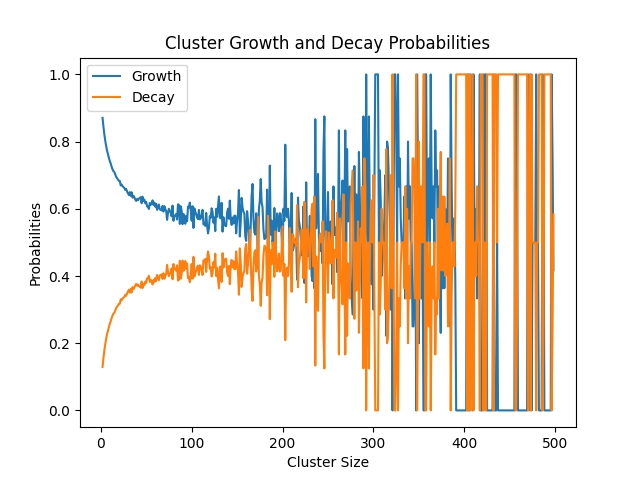 Cluster Growth and Decay Probabilities
Growth
Decay
1.0
0.8
0.6
0.4
0.2
0.0
Probabilities
0
100
200
300
400
500
Cluster Size